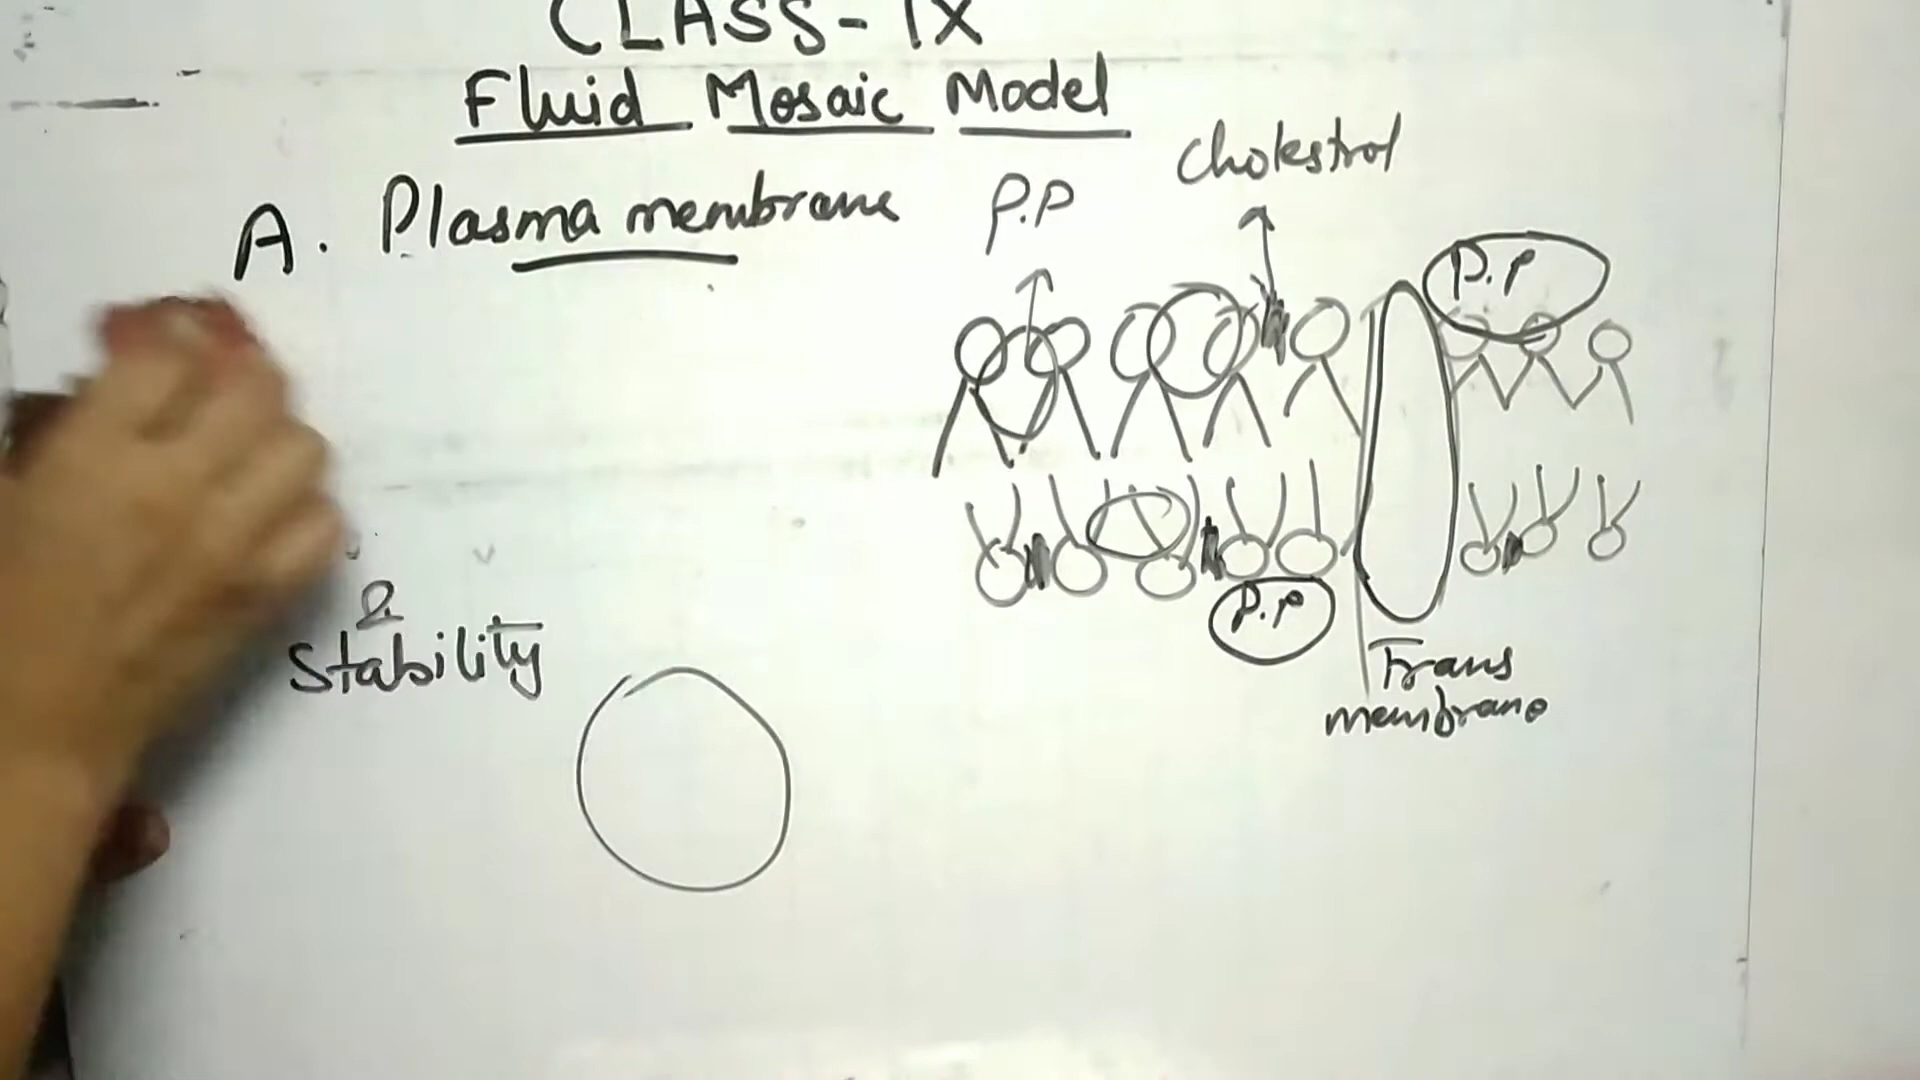 CLASS-IX
Fluid Mosaic Model
A. Plasma membrane
P.P
Cholestrol
P.P
P.P
Trans
membrane
&
Stability